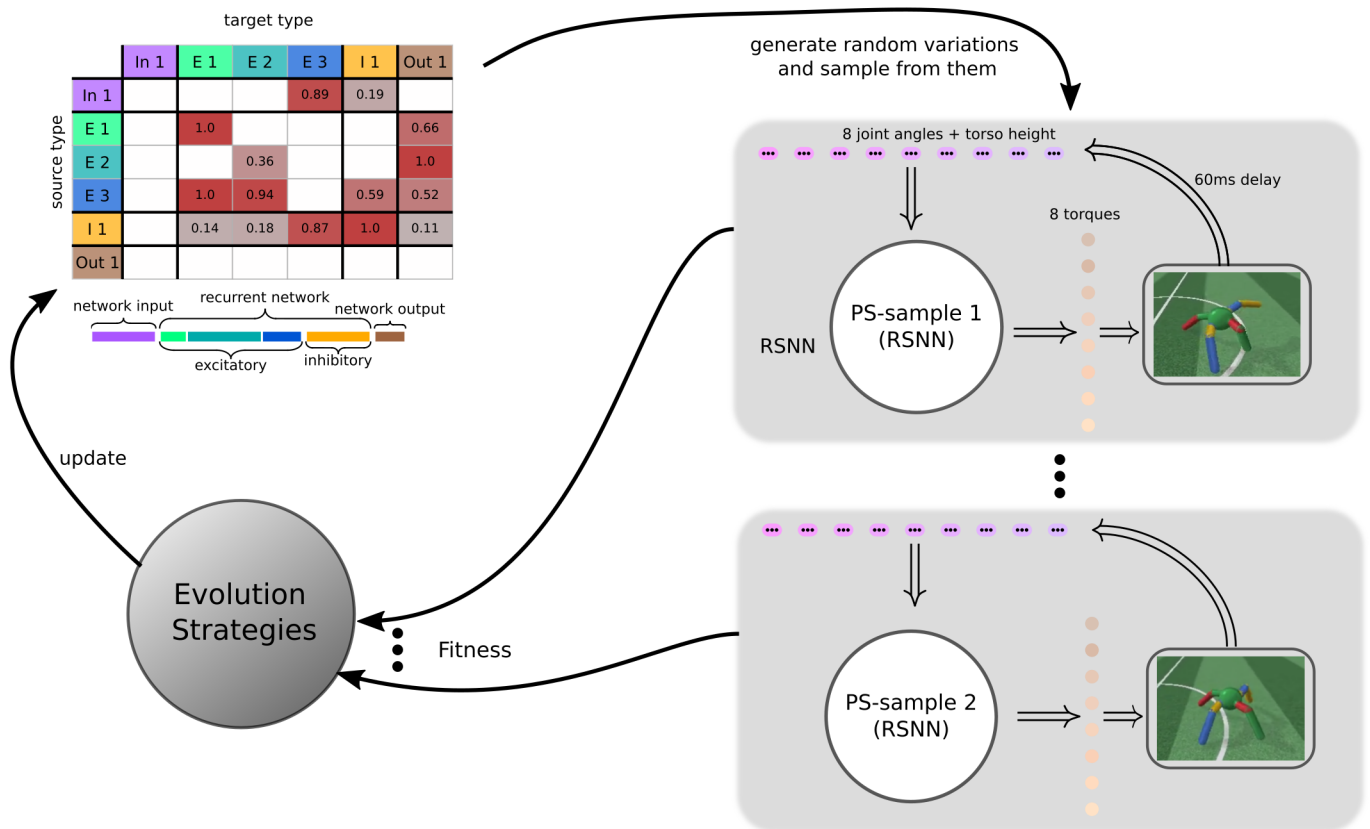 target type
source type
In 1 E 1 E 2 E 3 I 1 Out 1
In 1 0.89 0.19
E 1 1.0 0.66
E 2 0.36 1.0
E 3 1.0 0.94 0.59 0.52
I 1 0.14 0.18 0.87 1.0 0.11
Out 1
network input
recurrent network
network output
excitatory
inhibitory
update
Evolution
Strategies
Fitness
generate random variations
and sample from them
8 joint angles + torso height
60ms delay
8 torques
RSNN
PS-sample 1
(RSNN)
PS-sample 2
(RSNN)